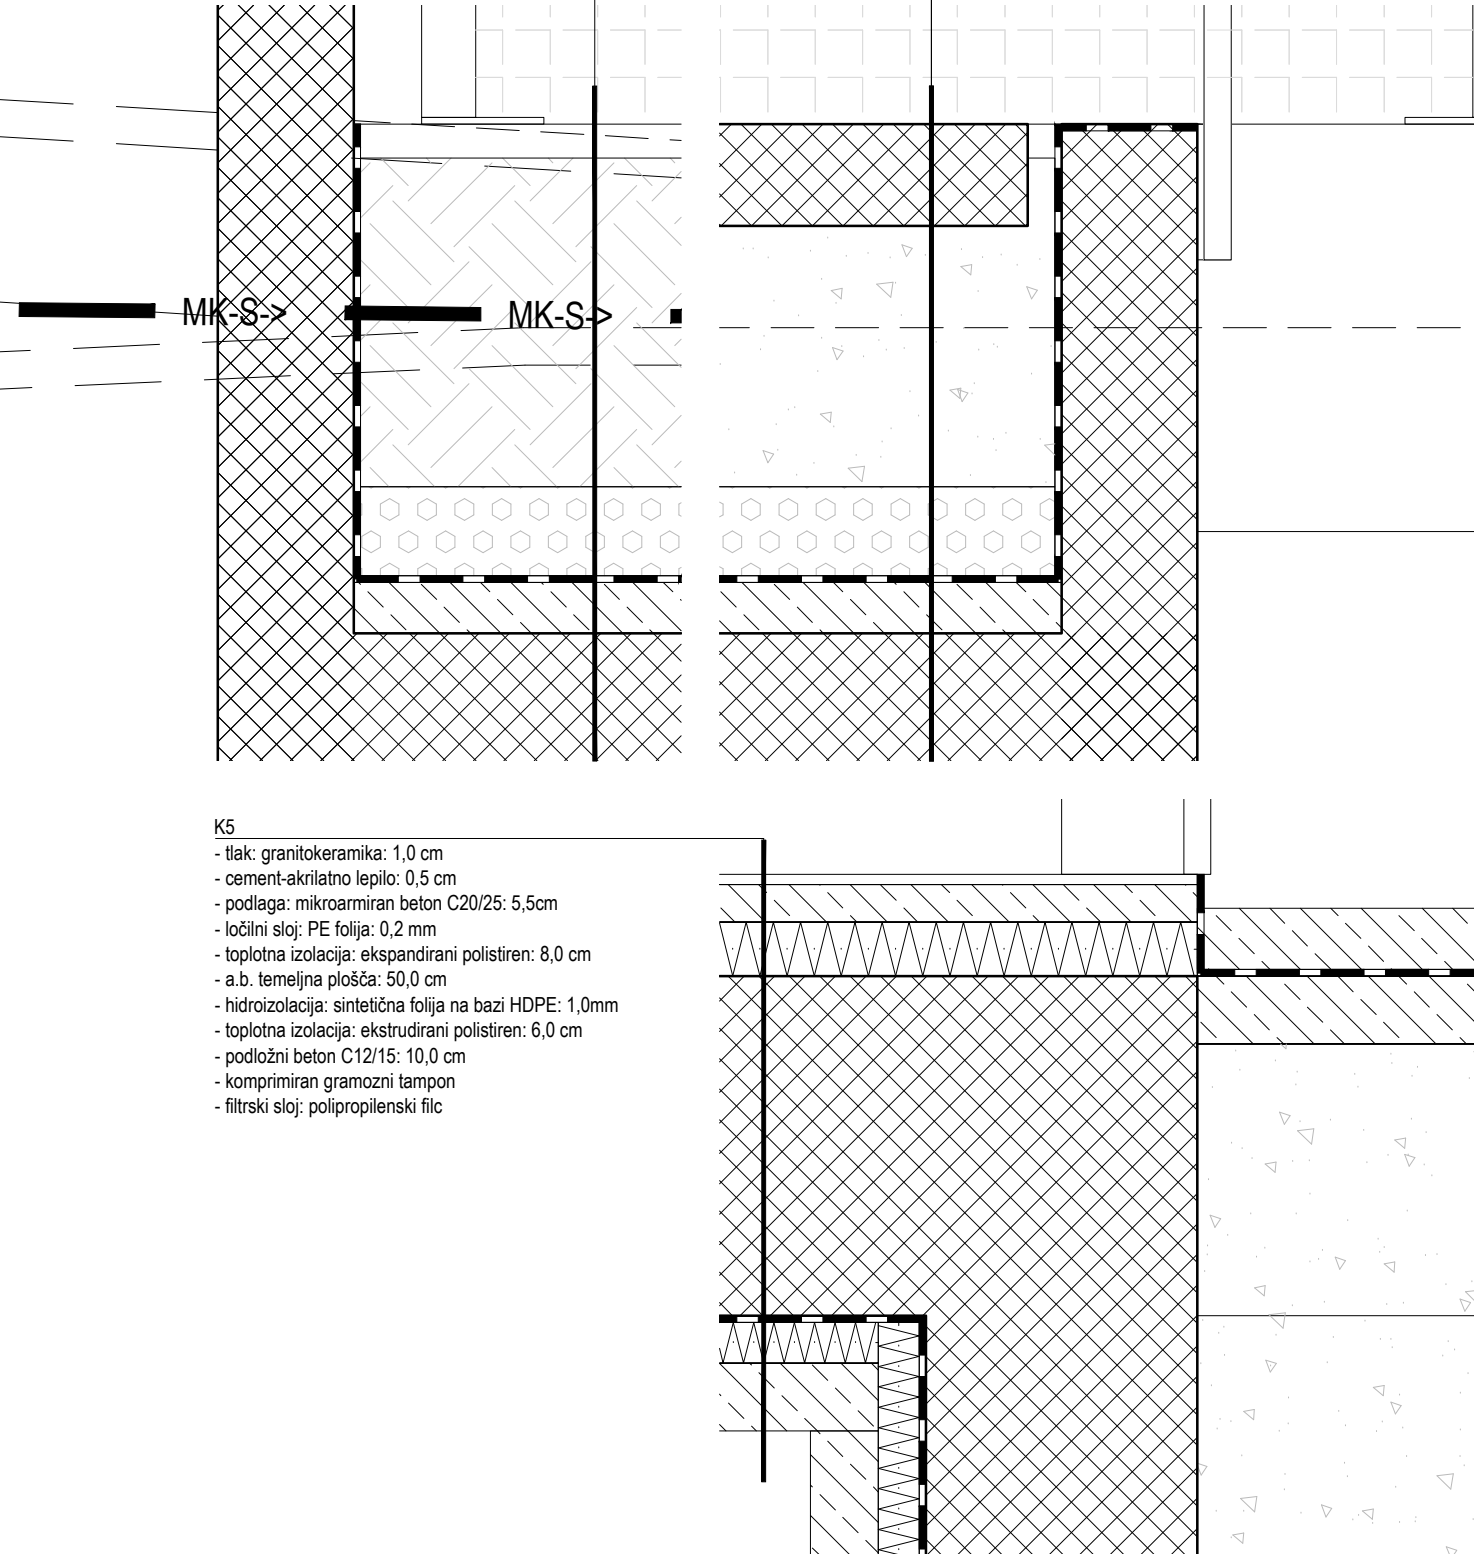 MK-S->
MK-S->
K5
- tlak: granitokeramika: 1,0 cm
- cement-akrilatno lepilo: 0,5 cm
- podlaga: mikroarmiran beton C20/25: 5,5cm
- ločilni sloj: PE folija: 0,2 mm
- toplotna izolacija: ekspandirani polistiren: 8,0 cm
- a.b. temeljna plošča: 50,0 cm
- hidroizolacija: sintetična folija na bazi HDPE: 1,0mm
- toplotna izolacija: ekstrudirani polistiren: 6,0 cm
- podložni beton C12/15: 10,0 cm
- komprimiran gramozni tampon
- filtrski sloj: polipropilenski filc